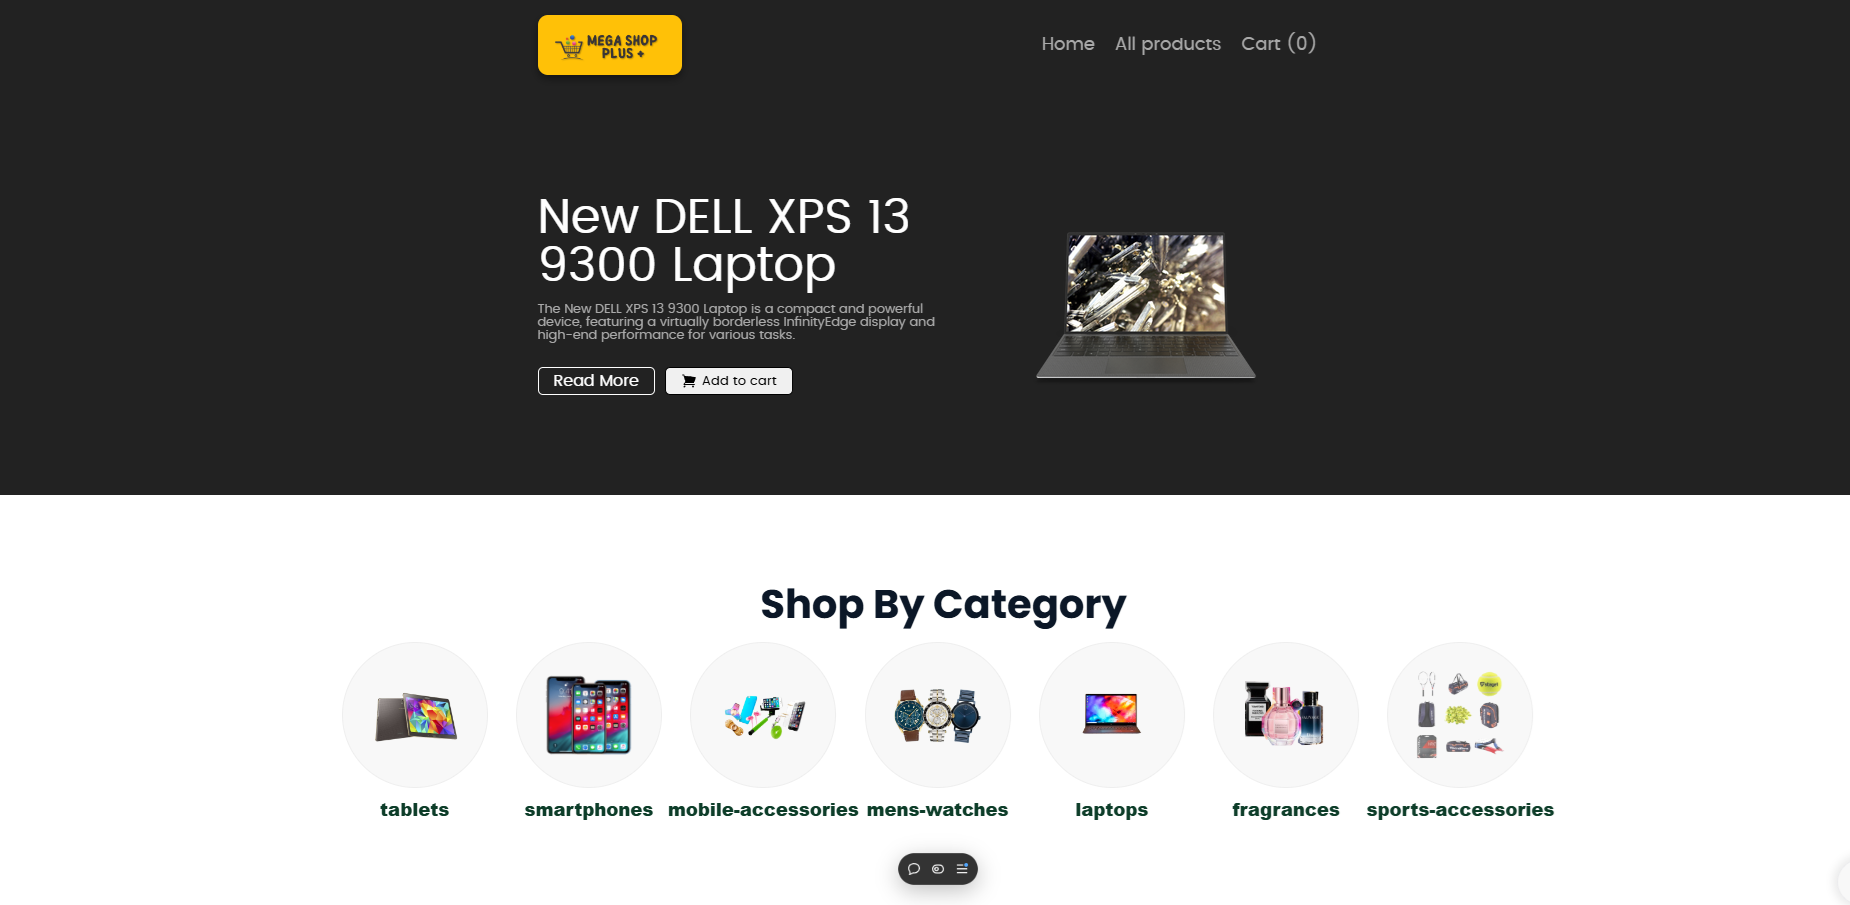 MEGA SHOP
PLUS +
Home
All products
Cart (0)
New DELL XPS 13
9300 Laptop
The New DELL XPS 13 9300 Laptop is a compact and powerful
device, featuring a virtually borderless InfinityEdge display and
high-end performance for various tasks.
Read More
Add to cart
Shop By Category
tablets
smartphones
mobile-accessories
mens-watches
laptops
fragrances
sports-accessories